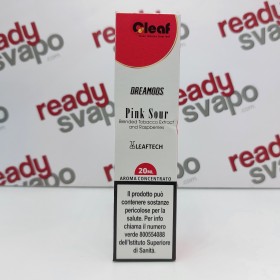 Cleaf
DREAMODS
Pink Sour
Blended Tobacco Extract
and Raspberries
LEAFTECH
20ML
AROMA CONCENTRATO
Il prodotto può
contenere sostanze
pericolose per la
salute. Per info
chiama il numero
verde 800554088
dell'Istituto Superiore
di Sanità.
ready
svapo
ready
svapo
ready
svapo
ready
svapo